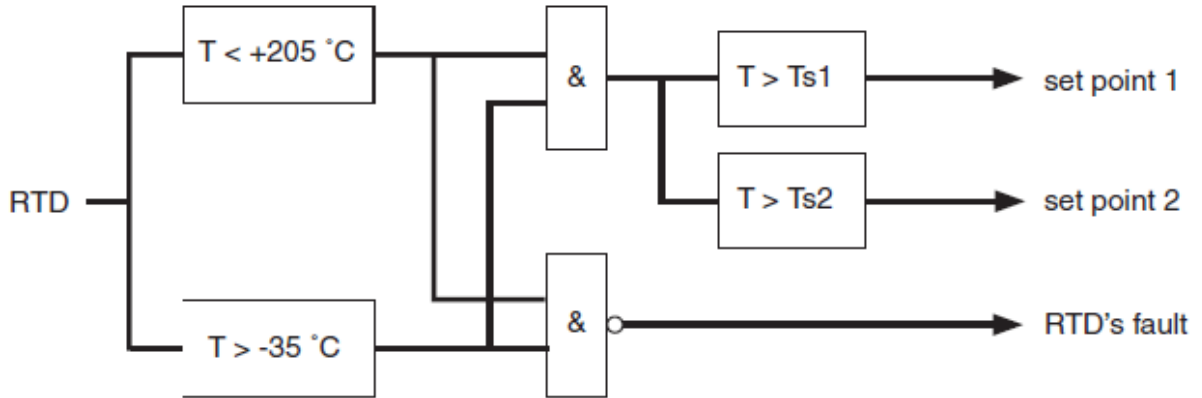 T < +205 ˚C
&
T > Ts1
set point 1
RTD
T > Ts2
set point 2
T > -35 ˚C
&
RTD's fault